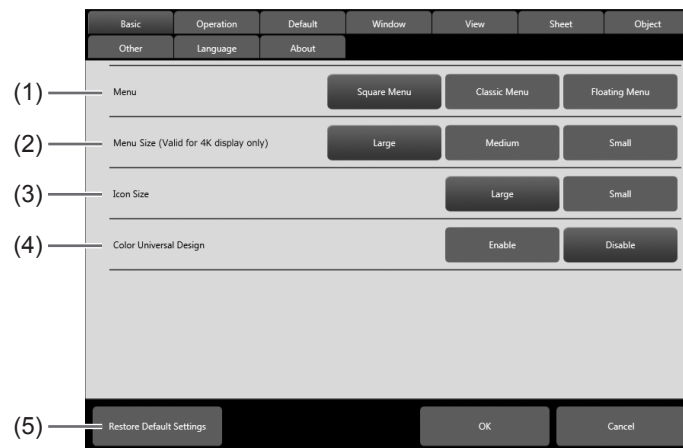 Basic Operation Default Window View Sheet Object
Other Language About
(1) Menu Square Menu Classic Menu Floating Menu
(2) Menu Size (Valid for 4K display only) Large Medium Small
(3) Icon Size Large Small
(4) Color Universal Design Enable Disable
(5) Restore Default Settings OK Cancel